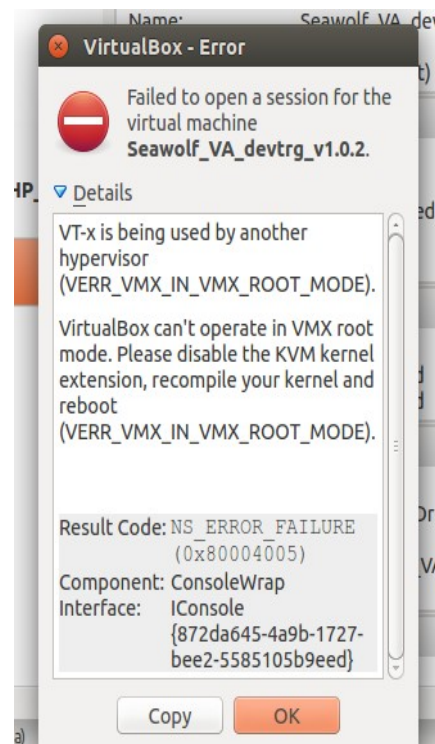 Name: Seawolf_VA_dev
VirtualBox - Error
Failed to open a session for the
virtual machine
Seawolf_VA_devtrg_v1.0.2.
Details
VT-x is being used by another
hypervisor
(VERR_VMX_IN_VMX_ROOT_MODE).
VirtualBox can't operate in VMX root
mode. Please disable the KVM kernel
extension, recompile your kernel and
reboot
(VERR_VMX_IN_VMX_ROOT_MODE).
Result Code: NS_ERROR_FAILURE
(0x80004005)
Component: ConsoleWrap
Interface: IConsole
{872da645-4a9b-1727-
bee2-5585105b9eed}
Copy OK